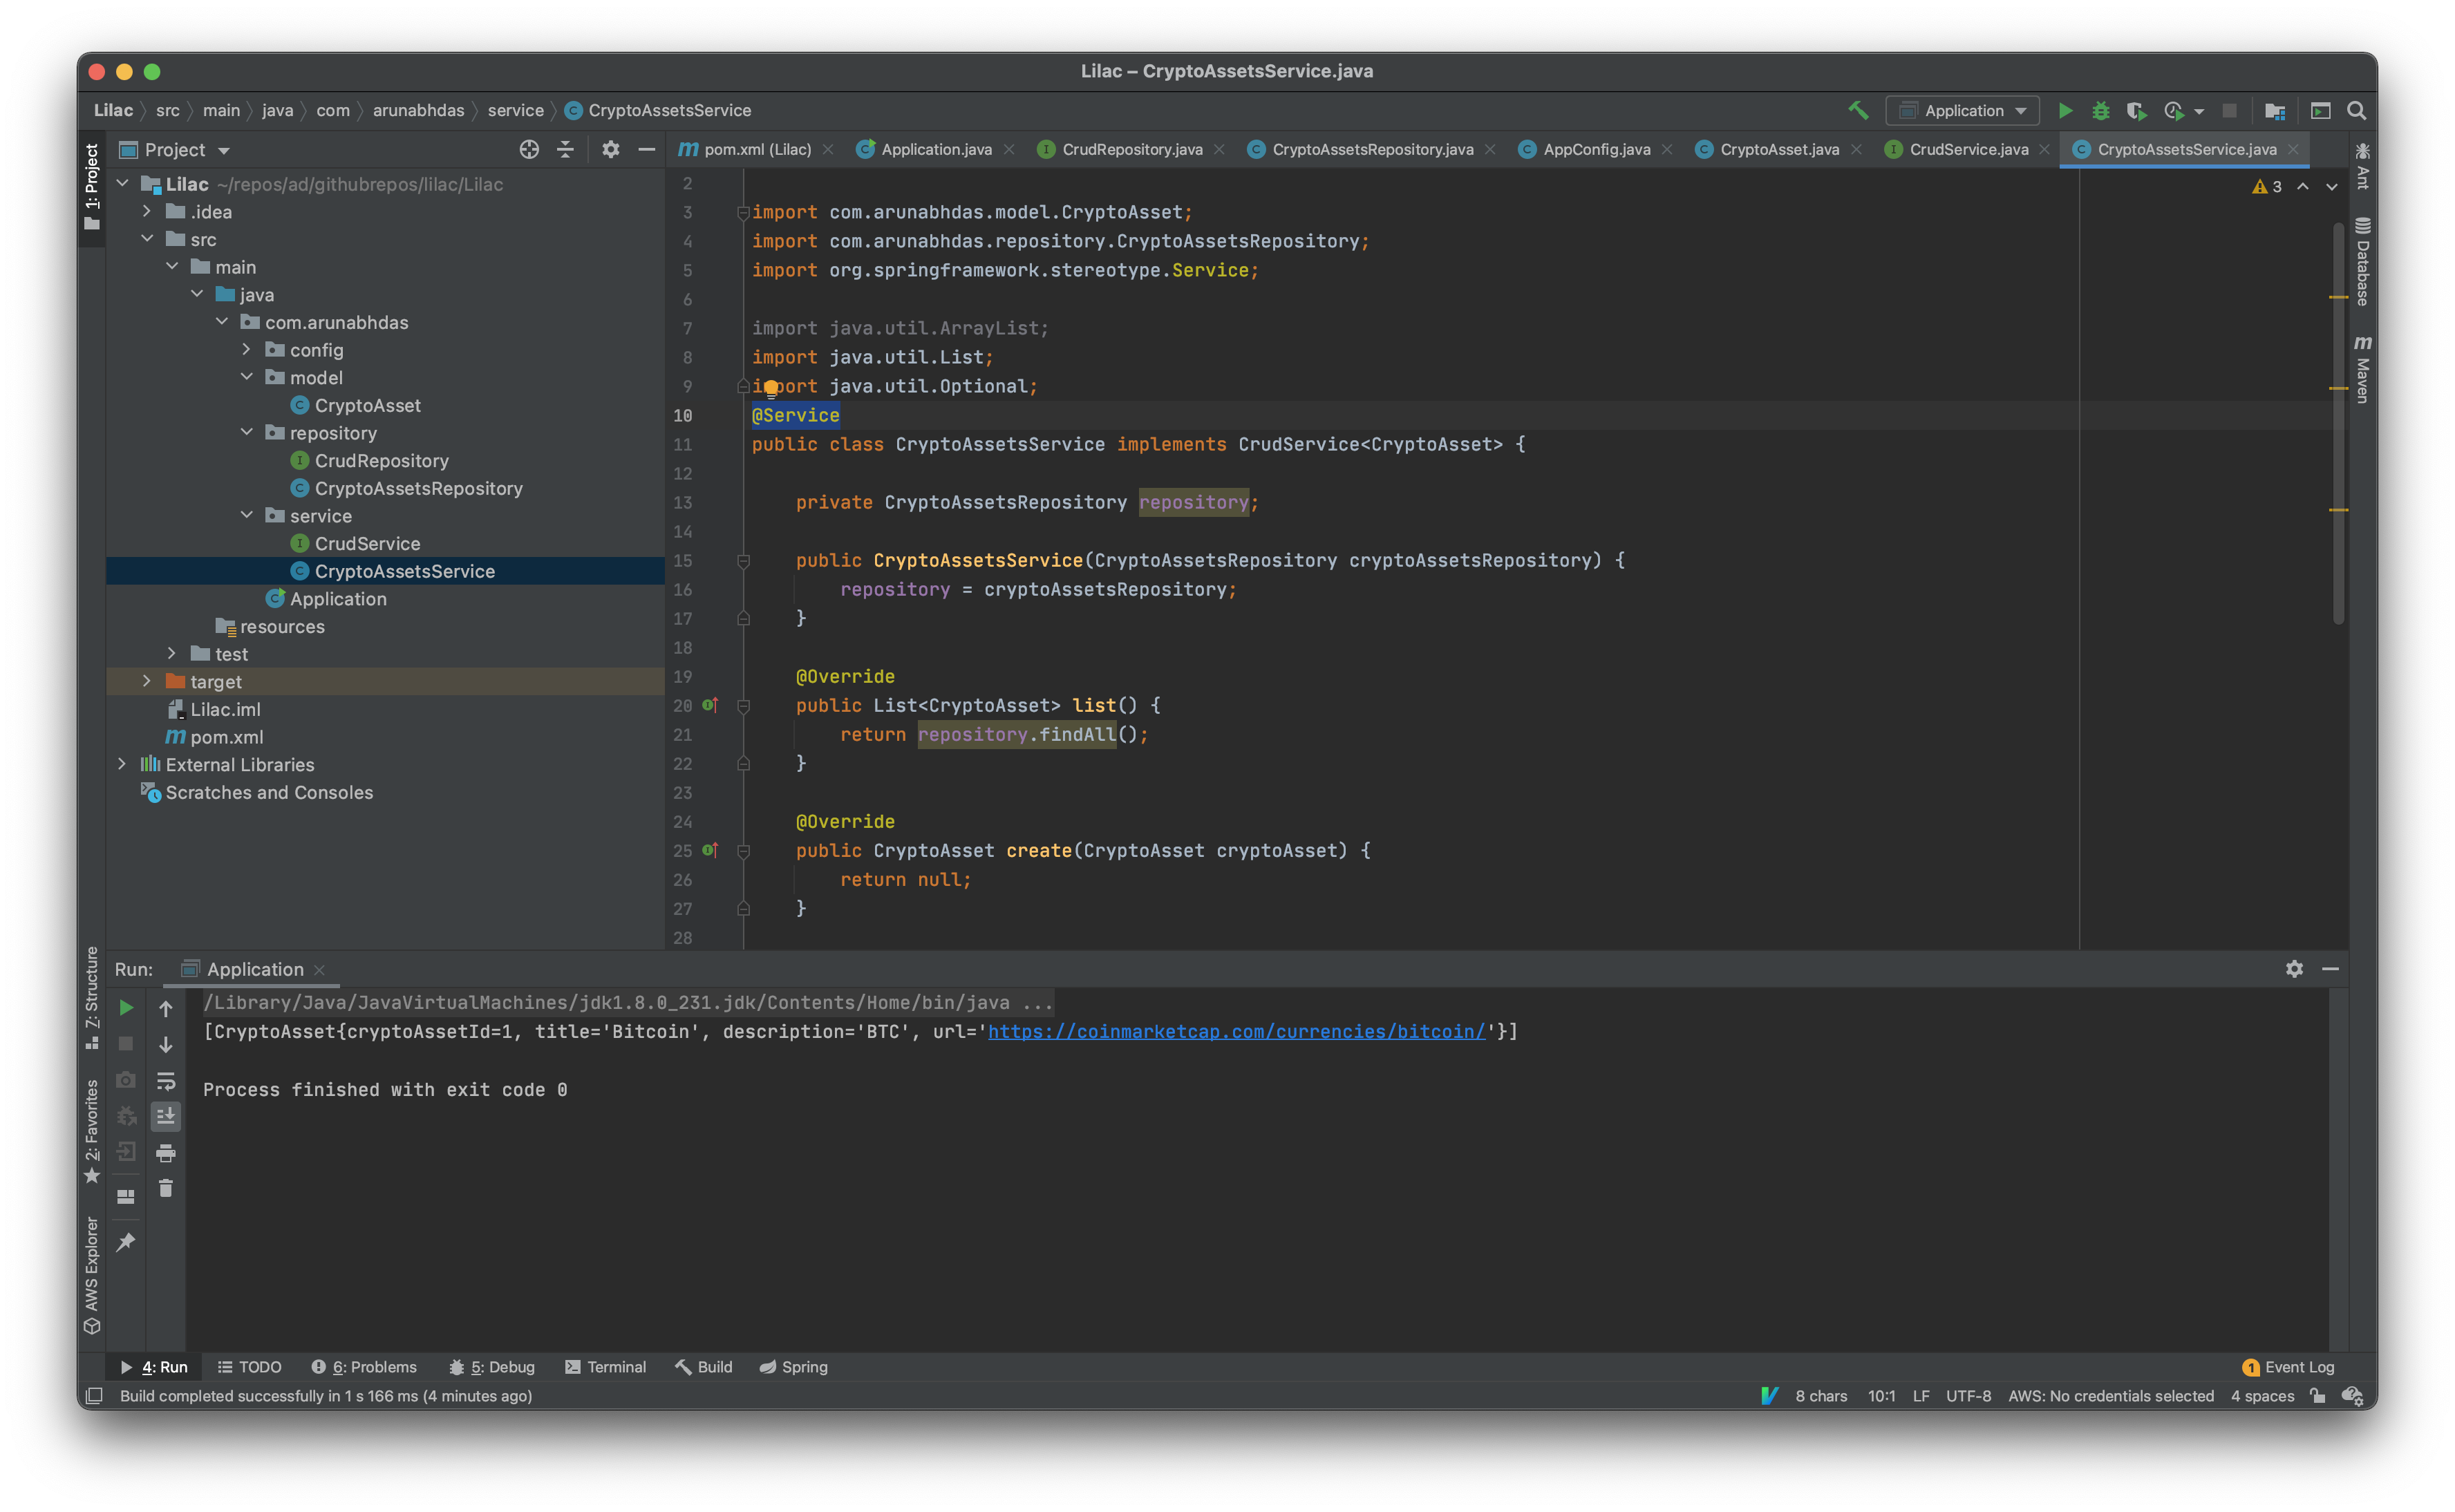 Lilac – CryptoAssetsService.java
Lilac src main java com arunabhdas service CryptoAssetsService
Application
1: Project
Project
pom.xml (Lilac) Application.java CrudRepository.java CryptoAssetsRepository.java AppConfig.java CryptoAsset.java CrudService.java CryptoAssetsService.java
Lilac ~/repos/ad/githubrepos/lilac/Lilac
.idea
src
main
java
com.arunabhdas
config
model
CryptoAsset
repository
CrudRepository
CryptoAssetsRepository
service
CrudService
CryptoAssetsService
Application
resources
test
target
Lilac.iml
pom.xml
External Libraries
Scratches and Consoles
2
3 import com.arunabhdas.model.CryptoAsset;
4 import com.arunabhdas.repository.CryptoAssetsRepository;
5 import org.springframework.stereotype.Service;
6
7 import java.util.ArrayList;
8 import java.util.List;
9 import java.util.Optional;
10 @Service
11 public class CryptoAssetsService implements CrudService<CryptoAsset> {
12
13 private CryptoAssetsRepository repository;
14
15 public CryptoAssetsService(CryptoAssetsRepository cryptoAssetsRepository) {
16 repository = cryptoAssetsRepository;
17 }
18
19 @Override
20 public List<CryptoAsset> list() {
21 return repository.findAll();
22 }
23
24 @Override
25 public CryptoAsset create(CryptoAsset cryptoAsset) {
26 return null;
27 }
28
3
Ant
Database
Maven
Z: Structure
2: Favorites
AWS Explorer
Run: Application
/Library/Java/JavaVirtualMachines/jdk1.8.0_231.jdk/Contents/Home/bin/java ...
[CryptoAsset{cryptoAssetId=1, title='Bitcoin', description='BTC', url='https://coinmarketcap.com/currencies/bitcoin/'}]
Process finished with exit code 0
4: Run TODO 6: Problems 5: Debug Terminal Build Spring 1 Event Log
Build completed successfully in 1 s 166 ms (4 minutes ago) 8 chars 10:1 LF UTF-8 AWS: No credentials selected 4 spaces